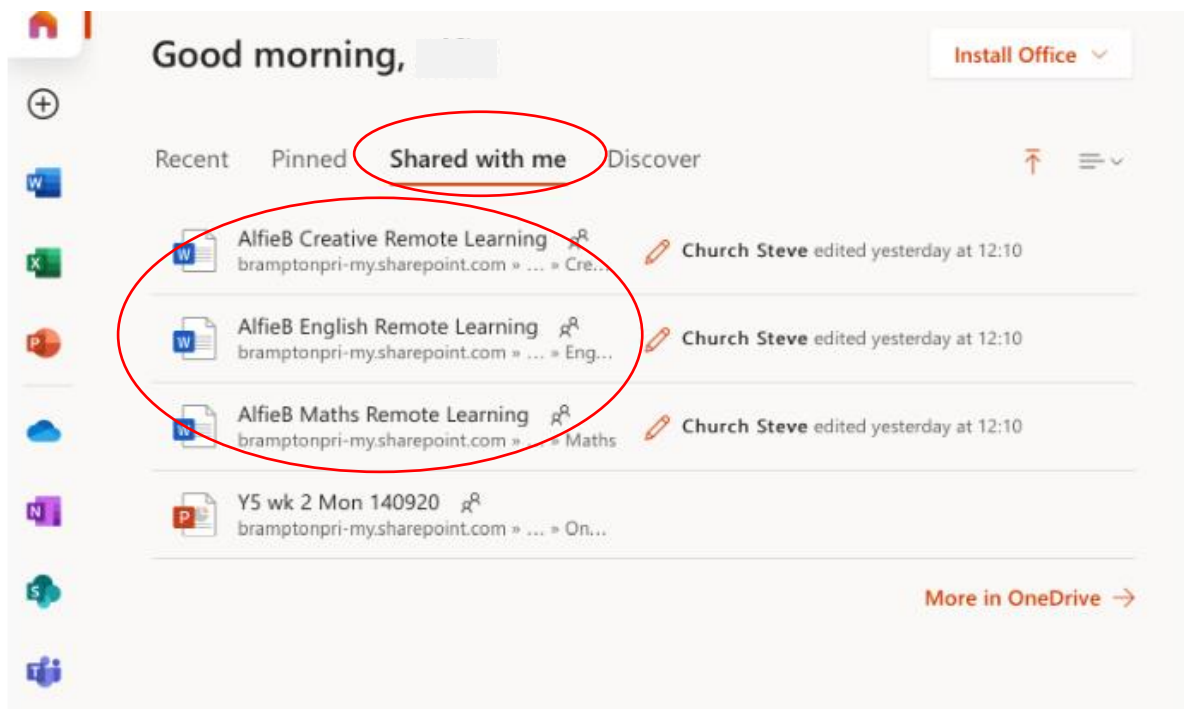 Good morning,
Install Office
Recent Pinned Shared with me Discover
AlfieB Creative Remote Learning
bramptonpri-my.sharepoint.com » ... » Cre...
Church Steve edited yesterday at 12:10
AlfieB English Remote Learning
bramptonpri-my.sharepoint.com » ... » Eng...
Church Steve edited yesterday at 12:10
AlfieB Maths Remote Learning
bramptonpri-my.sharepoint.com » ... » Maths
Church Steve edited yesterday at 12:10
Y5 wk 2 Mon 140920
bramptonpri-my.sharepoint.com » ... » On...
More in OneDrive